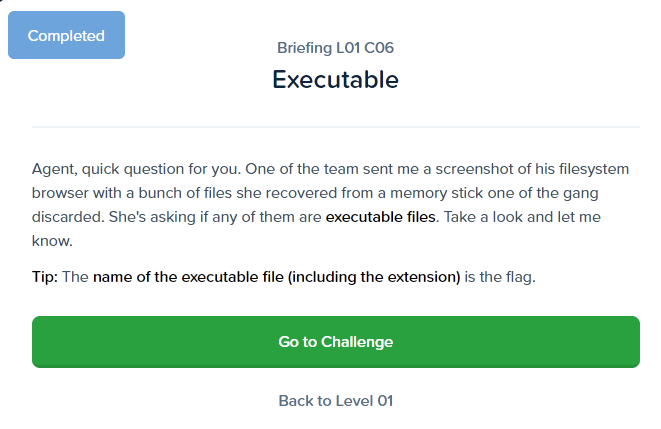 Completed
Briefing L01 C06
Executable
Agent, quick question for you. One of the team sent me a screenshot of his filesystem
browser with a bunch of files she recovered from a memory stick one of the gang
discarded. She's asking if any of them are executable files. Take a look and let me
know.
Tip: The name of the executable file (including the extension) is the flag.
Go to Challenge
Back to Level 01